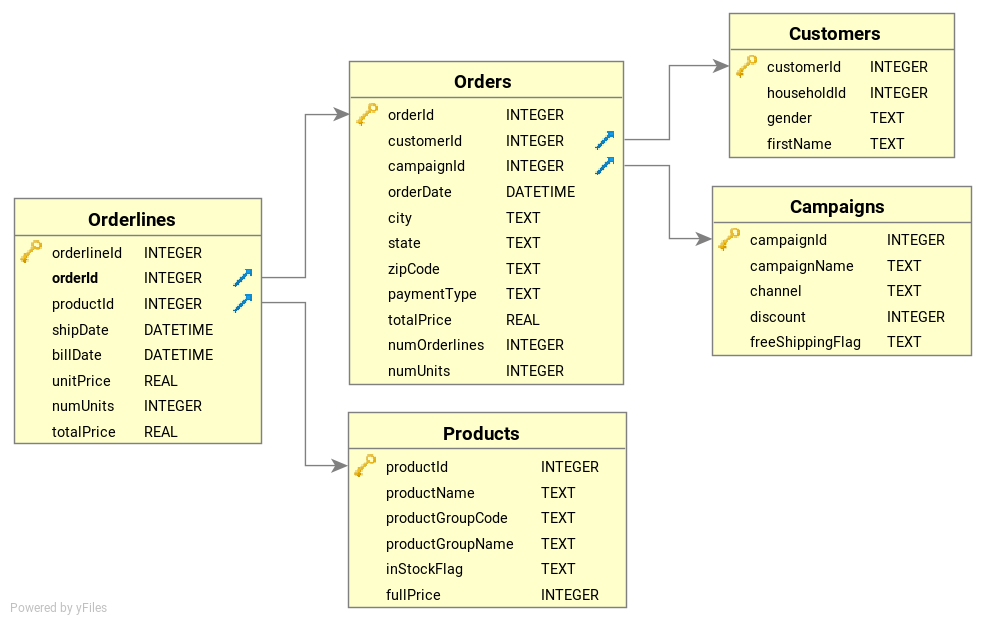 Customers
customerId INTEGER
householdId INTEGER
gender TEXT
firstName TEXT
Orders
orderId INTEGER
customerId INTEGER
campaignId INTEGER
orderDate DATETIME
city TEXT
state TEXT
zipCode TEXT
paymentType TEXT
totalPrice REAL
numOrderlines INTEGER
numUnits INTEGER
Campaigns
campaignId INTEGER
campaignName TEXT
channel TEXT
discount INTEGER
freeShippingFlag TEXT
Orderlines
orderlineId INTEGER
orderId INTEGER
productId INTEGER
shipDate DATETIME
billDate DATETIME
unitPrice REAL
numUnits INTEGER
totalPrice REAL
Products
productId INTEGER
productName TEXT
productGroupCode TEXT
productGroupName TEXT
inStockFlag TEXT
fullPrice INTEGER
Powered by yFiles